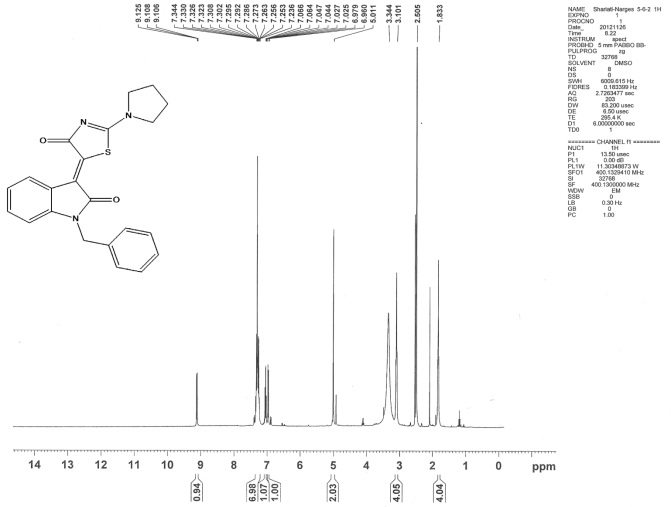 9.125
9.108
9.106
7.344
7.330
7.326
7.323
7.308
7.302
7.295
7.292
7.286
7.273
7.263
7.256
7.253
7.236
7.066
7.064
7.047
7.044
7.027
7.025
6.979
6.960
5.011
3.344
3.101
2.505
1.833
NAME Shariati-Narges 5-6-2 1H
EXPNO 1
PROCNO 1
Date_ 20121126
Time 8.22
INSTRUM spect
PROBHD 5 mm PABBO BB-
PULPROG zg
TD 32768
SOLVENT DMSO
NS 8
DS 0
SWH 6009.615 Hz
FIDRES 0.183399 Hz
AQ 2.7263477 sec
RG 203
DW 83.200 usec
DE 6.50 usec
TE 295.4 K
D1 6.00000000 sec
TD0 1
======== CHANNEL f1 ========
NUC1 1H
P1 13.50 usec
PL1 0.00 dB
PL1W 11.30348873 W
SFO1 400.1329410 MHz
SI 32768
SF 400.1300000 MHz
WDW EM
SSB 0
LB 0.30 Hz
GB 0
PC 1.00
N
N
O
S
O
N
14 13 12 11 10 9 8 7 6 5 4 3 2 1 0 ppm
0.94
6.98
1.07
1.00
2.03
4.05
4.04